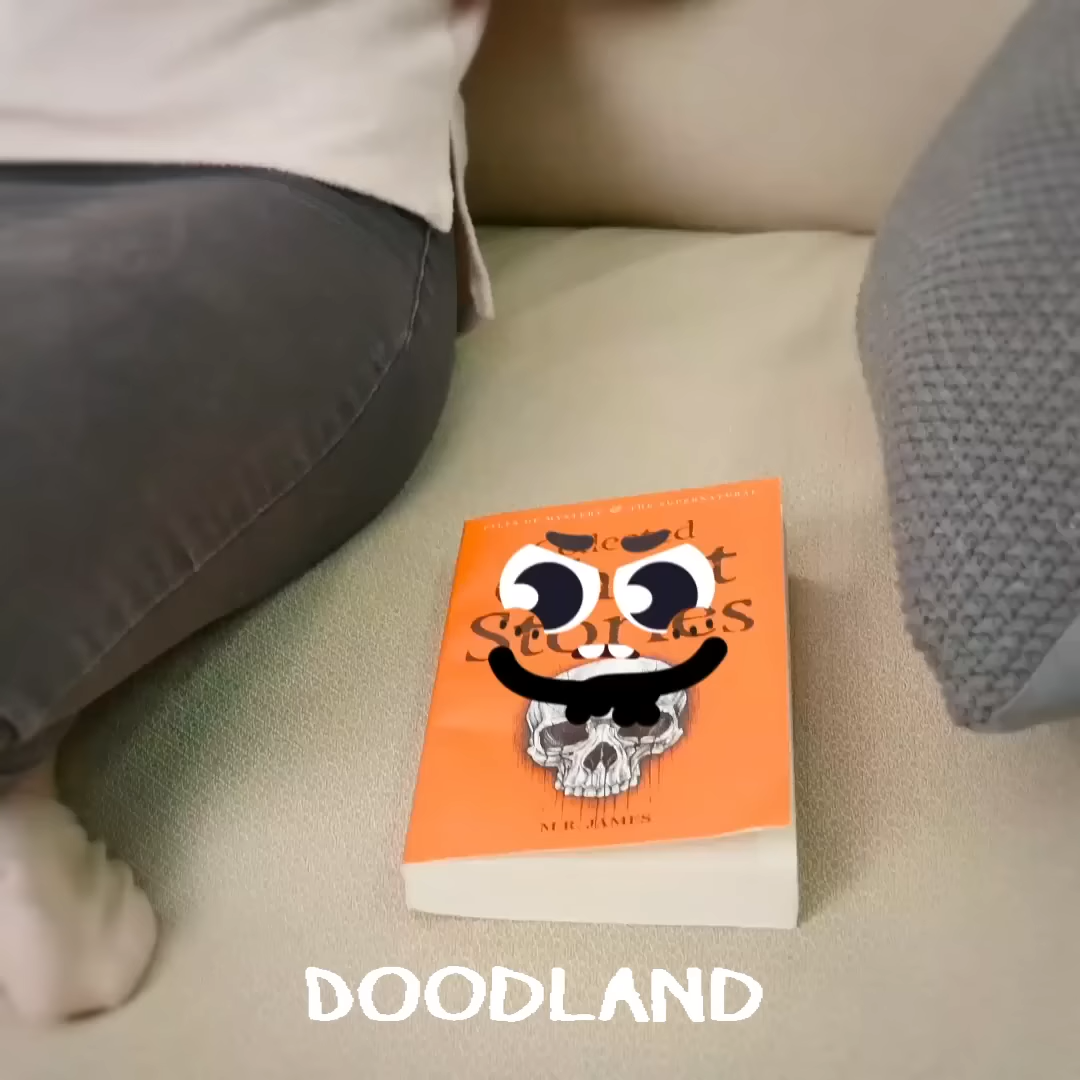 TALES OF MYSTERY & THE SUPERNATURAL
Stories
M.R. JAMES
DOODLAND